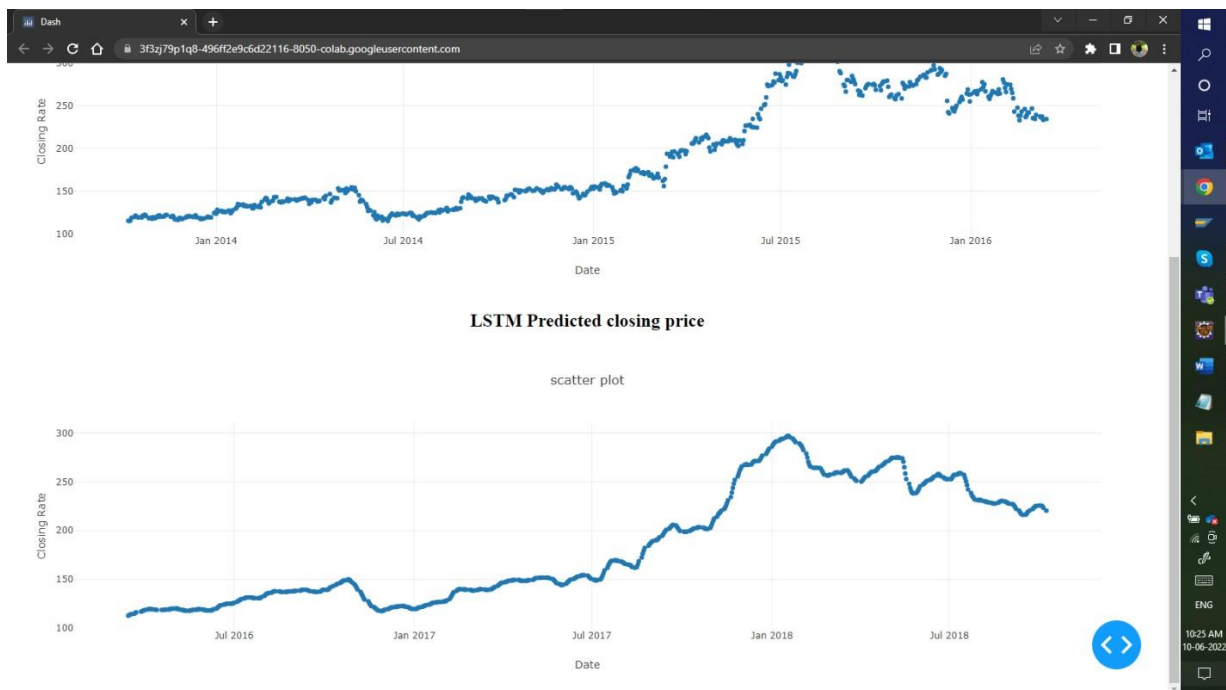 Dash
3f3zj79p1q8-496ff2e9c6d22116-8050-colab.googleusercontent.com
300
250
200
150
100
Closing Rate
Jan 2014 Jul 2014 Jan 2015 Jul 2015 Jan 2016
Date
LSTM Predicted closing price
scatter plot
300
250
200
150
100
Closing Rate
Jul 2016 Jan 2017 Jul 2017 Jan 2018 Jul 2018
Date
ENG
10:25 AM
10-06-2022